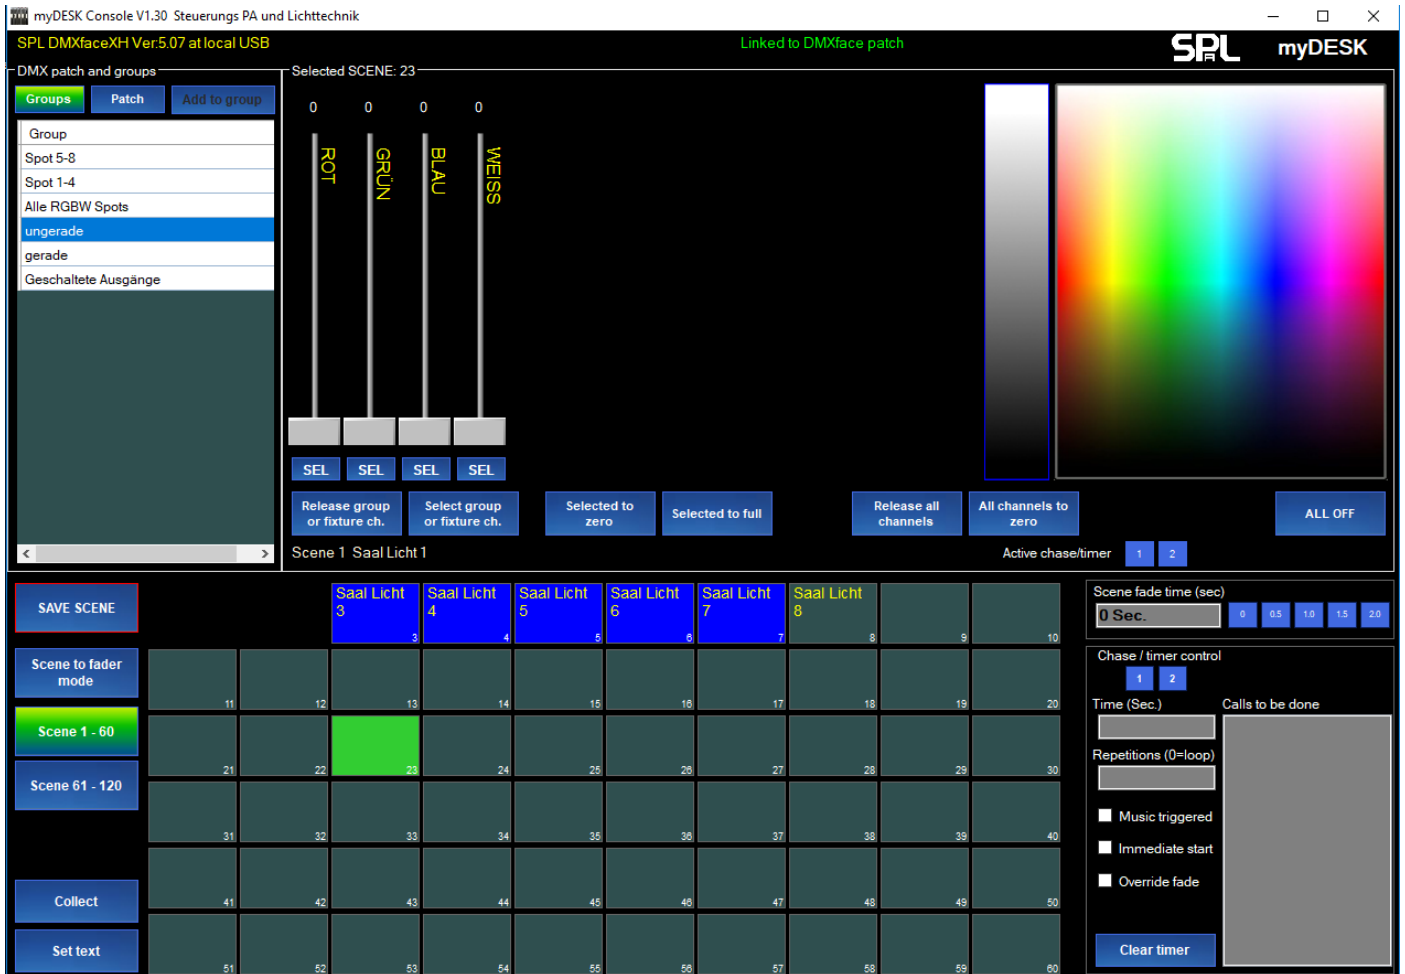 myDESK Console V1.30 Steuerungs PA und Lichttechnik
SPL DMXfaceXH Ver:5.07 at local USB
Linked to DMXface patch
SPL PA
myDESK
DMX patch and groups
Groups
Patch
Add to group
Group
Spot 5-8
Spot 1-4
Alle RGBW Spots
ungerade
gerade
Geschaltete Ausgänge
Selected SCENE: 23
0 0 0 0
ROT
GRÜN
BLAU
WEISS
SEL SEL SEL SEL
Release group
or fixture ch.
Select group
or fixture ch.
Selected to
zero
Selected to full
Release all
channels
All channels to
zero
ALL OFF
Scene 1 Saal Licht 1
Active chase/timer 1 2
SAVE SCENE
Scene to fader
mode
Scene 1 - 60
Scene 61 - 120
Collect
Set text
Saal Licht
3
3
Saal Licht
4
4
Saal Licht
5
5
Saal Licht
6
6
Saal Licht
7
7
Saal Licht
8
8
9
10
11 12 13 14 15 16 17 18 19 20
21 22 23 24 25 26 27 28 29 30
31 32 33 34 35 36 37 38 39 40
41 42 43 44 45 46 47 48 49 50
51 52 53 54 55 56 57 58 59 60
Scene fade time (sec)
0 Sec.
0 0.5 1.0 1.5 2.0
Chase / timer control
1 2
Time (Sec.)
Calls to be done
Repetitions (0=loop)
Music triggered
Immediate start
Override fade
Clear timer